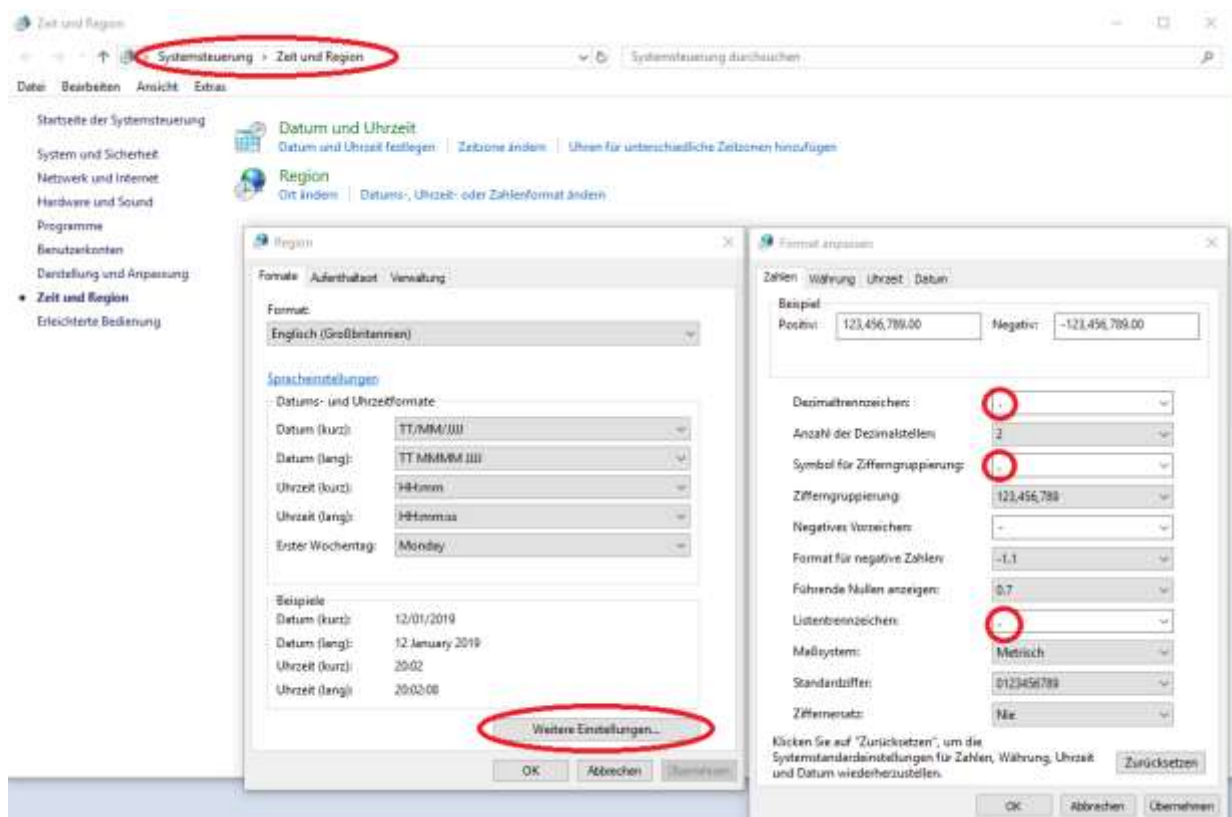 Zeit und Region
Systemsteuerung > Zeit und Region
Systemsteuerung durchsuchen
Datei Bearbeiten Ansicht Extras
Startseite der Systemsteuerung
System und Sicherheit
Netzwerk und Internet
Hardware und Sound
Programme
Benutzerkonten
Darstellung und Anpassung
Zeit und Region
Erleichterte Bedienung
Datum und Uhrzeit
Datum und Uhrzeit festlegen | Zeitzone ändern | Uhren für unterschiedliche Zeitzonen hinzufügen
Region
Ort ändern | Datums-, Uhrzeit- oder Zahlenformat ändern
Region
Formate Aufenthaltsort Verwaltung
Format:
Englisch (Großbritannien)
Spracheinstellungen
Datums- und Uhrzeitformate
Datum (kurz): TT/MM/JJJJ
Datum (lang): TT MMMM JJJJ
Uhrzeit (kurz): HH:mm
Uhrzeit (lang): HH:mm:ss
Erster Wochentag: Monday
Beispiele
Datum (kurz): 12/01/2019
Datum (lang): 12 January 2019
Uhrzeit (kurz): 20:02
Uhrzeit (lang): 20:02:08
Weitere Einstellungen...
OK Abbrechen Übernehmen
Format anpassen
Zahlen Währung Uhrzeit Datum
Beispiel
Positiv: 123,456,789.00 Negativ: -123,456,789.00
Dezimaltrennzeichen: .
Anzahl der Dezimalstellen: 2
Symbol für Zifferngruppierung: ,
Zifferngruppierung: 123,456,789
Negatives Vorzeichen: -
Format für negative Zahlen: -1.1
Führende Nullen anzeigen: 0.7
Listentrennzeichen: ,
Maßsystem: Metrisch
Standardziffer: 0123456789
Ziffernersatz: Nie
Klicken Sie auf "Zurücksetzen", um die
Systemstandardeinstellungen für Zahlen, Währung, Uhrzeit
und Datum wiederherzustellen.
Zurücksetzen
OK Abbrechen Übernehmen